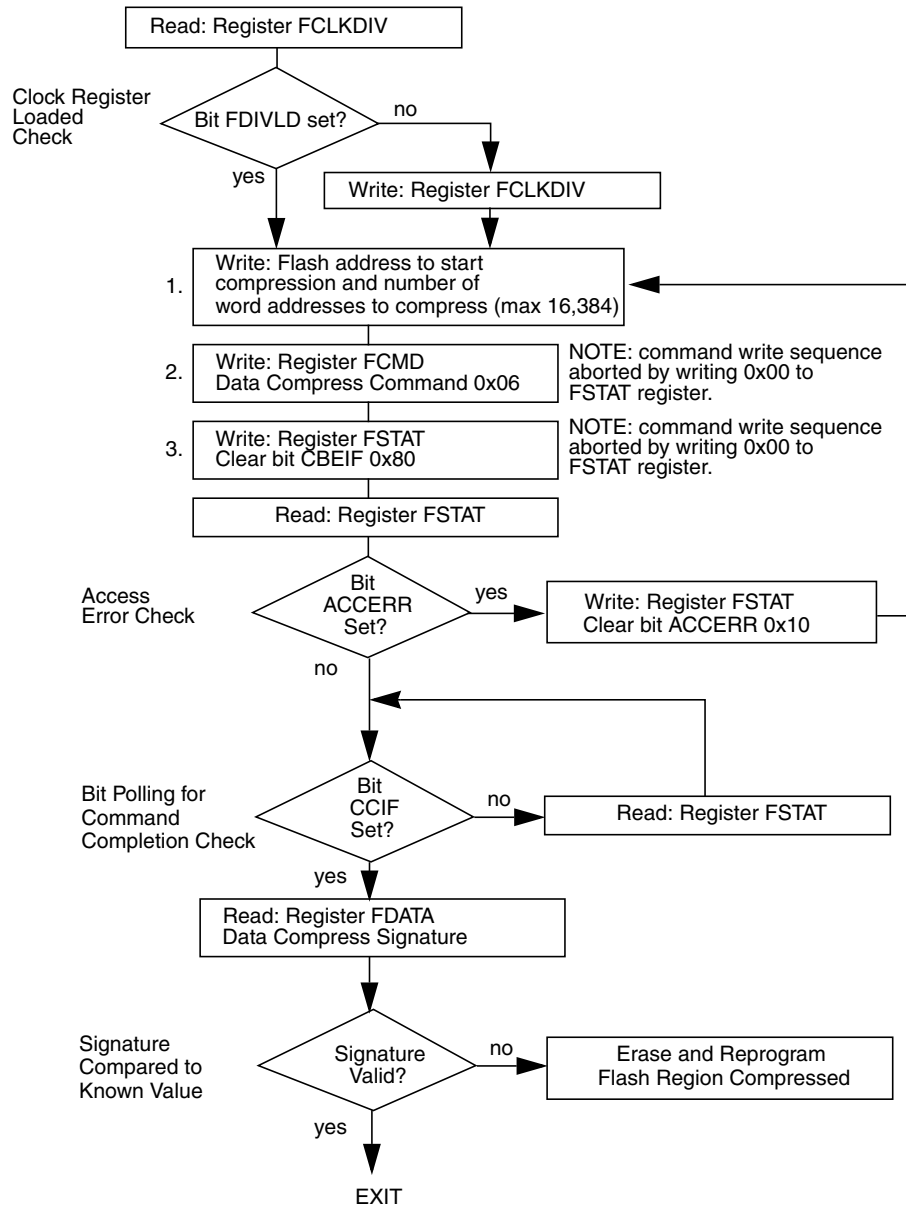 Read: Register FCLKDIV
Clock Register
Loaded
Check
Bit FDIVLD set?
no
yes
Write: Register FCLKDIV
1.
Write: Flash address to start
compression and number of
word addresses to compress (max 16,384)
2.
Write: Register FCMD
Data Compress Command 0x06
NOTE: command write sequence
aborted by writing 0x00 to
FSTAT register.
3.
Write: Register FSTAT
Clear bit CBEIF 0x80
NOTE: command write sequence
aborted by writing 0x00 to
FSTAT register.
Read: Register FSTAT
Access
Error Check
Bit
ACCERR
Set?
yes
Write: Register FSTAT
Clear bit ACCERR 0x10
no
Bit Polling for
Command
Completion Check
Bit
CCIF
Set?
no
Read: Register FSTAT
yes
Read: Register FDATA
Data Compress Signature
Signature
Compared to
Known Value
Signature
Valid?
no
Erase and Reprogram
Flash Region Compressed
yes
EXIT